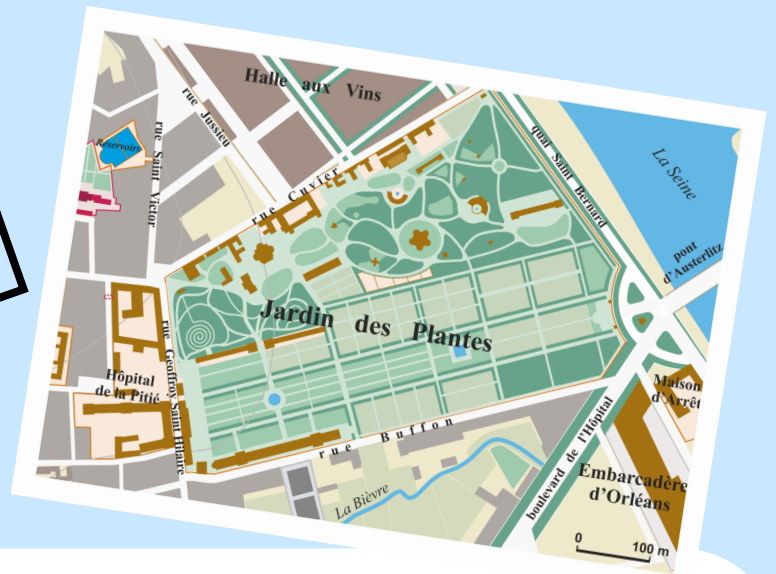 Halle aux Vins
rue Jussieu
Reservoirs
rue Saint Victor
quai Saint Bernard
La Seine
rue Cuvier
pont
d'Austerlitz
Jardin des Plantes
rue Geoffroy Saint Hilaire
Hôpital
de la Pitié
Maison
d'Arrêt
rue Buffon
boulevard de l'Hôpital
La Bièvre
Embarcadère
d'Orléans
0 100 m